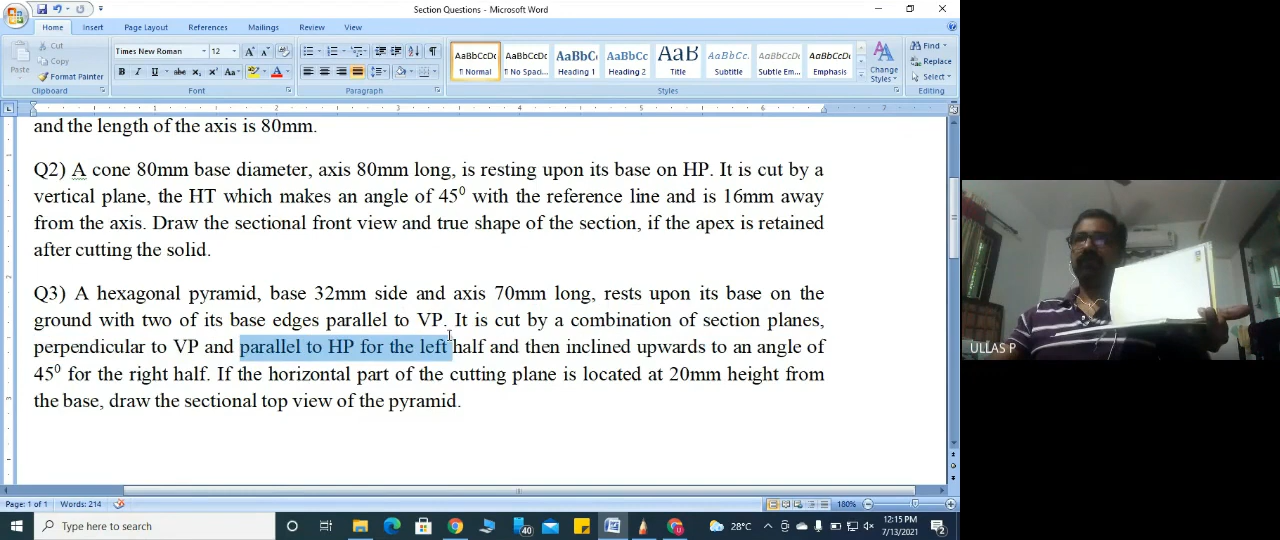 Section Questions - Microsoft Word
Home Insert Page Layout References Mailings Review View
Paste Cut Copy Format Painter Times New Roman 12 AaBbCcDc AaBbCcDc AaBbC AaBbCc AaB AaBbCc. AaBbCcDc AaBbCcDc Change Styles Find Replace Select
¶ Normal ¶ No Spaci... Heading 1 Heading 2 Title Subtitle Subtle Em... Emphasis
Clipboard Font Paragraph Styles Editing
and the length of the axis is 80mm.
Q2) A cone 80mm base diameter, axis 80mm long, is resting upon its base on HP. It is cut by a
vertical plane, the HT which makes an angle of 45⁰ with the reference line and is 16mm away
from the axis. Draw the sectional front view and true shape of the section, if the apex is retained
after cutting the solid.
Q3) A hexagonal pyramid, base 32mm side and axis 70mm long, rests upon its base on the
ground with two of its base edges parallel to VP. It is cut by a combination of section planes,
perpendicular to VP and parallel to HP for the left half and then inclined upwards to an angle of
45⁰ for the right half. If the horizontal part of the cutting plane is located at 20mm height from
the base, draw the sectional top view of the pyramid.
ULLAS P
Page: 1 of 1 Words: 214 180%
Type here to search 40 28°C 12:15 PM
7/13/2021 2